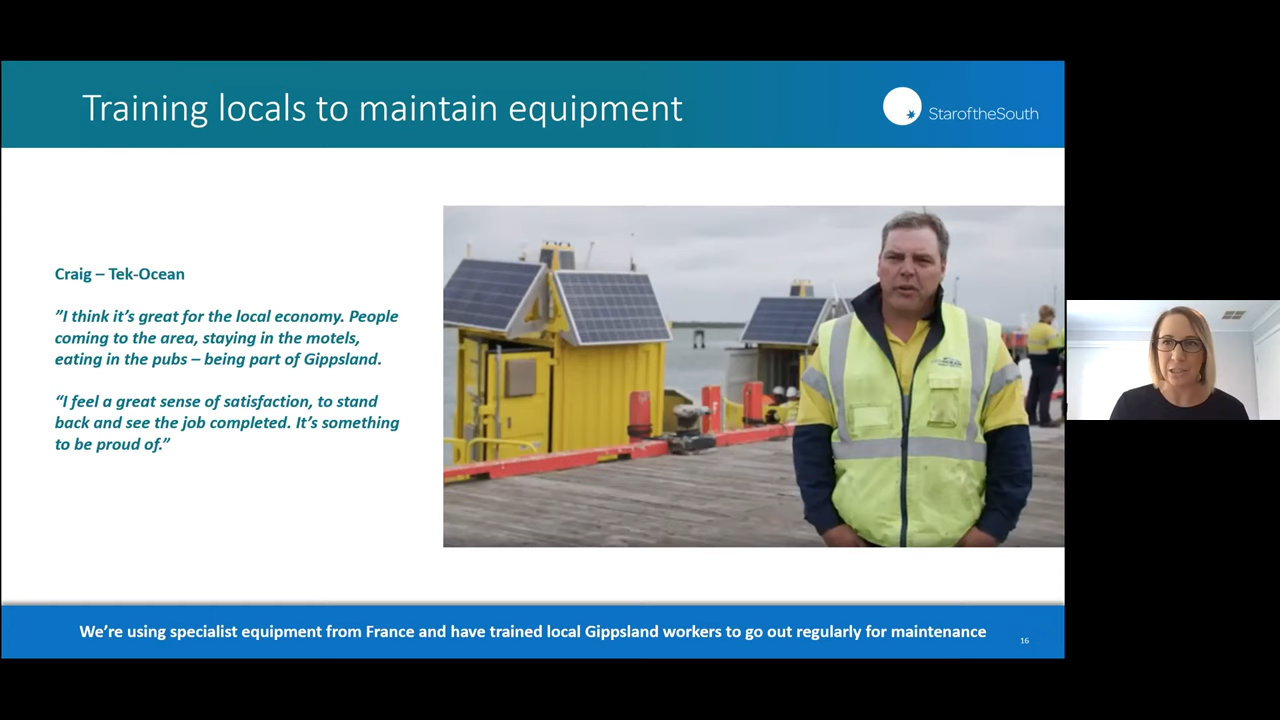 Training locals to maintain equipment
StaroftheSouth
Craig – Tek-Ocean
”I think it’s great for the local economy. People
coming to the area, staying in the motels,
eating in the pubs – being part of Gippsland.
“I feel a great sense of satisfaction, to stand
back and see the job completed. It’s something
to be proud of.”
We’re using specialist equipment from France and have trained local Gippsland workers to go out regularly for maintenance
16